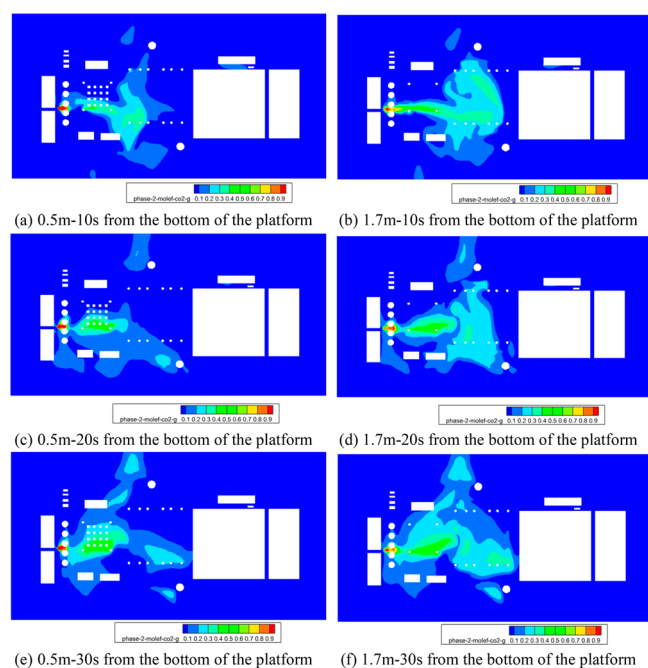 phase-2-molef-co2-g 0.1 0.2 0.3 0.4 0.5 0.6 0.7 0.8 0.9
phase-2-molef-co2-g 0.1 0.2 0.3 0.4 0.5 0.6 0.7 0.8 0.9
(a) 0.5m-10s from the bottom of the platform
(b) 1.7m-10s from the bottom of the platform
phase-2-molef-co2-g 0.1 0.2 0.3 0.4 0.5 0.6 0.7 0.8 0.9
phase-2-molef-co2-g 0.1 0.2 0.3 0.4 0.5 0.6 0.7 0.8 0.9
(c) 0.5m-20s from the bottom of the platform
(d) 1.7m-20s from the bottom of the platform
phase-2-molef-co2-g 0.1 0.2 0.3 0.4 0.5 0.6 0.7 0.8 0.9
phase-2-molef-co2-g 0.1 0.2 0.3 0.4 0.5 0.6 0.7 0.8 0.9
(e) 0.5m-30s from the bottom of the platform
(f) 1.7m-30s from the bottom of the platform